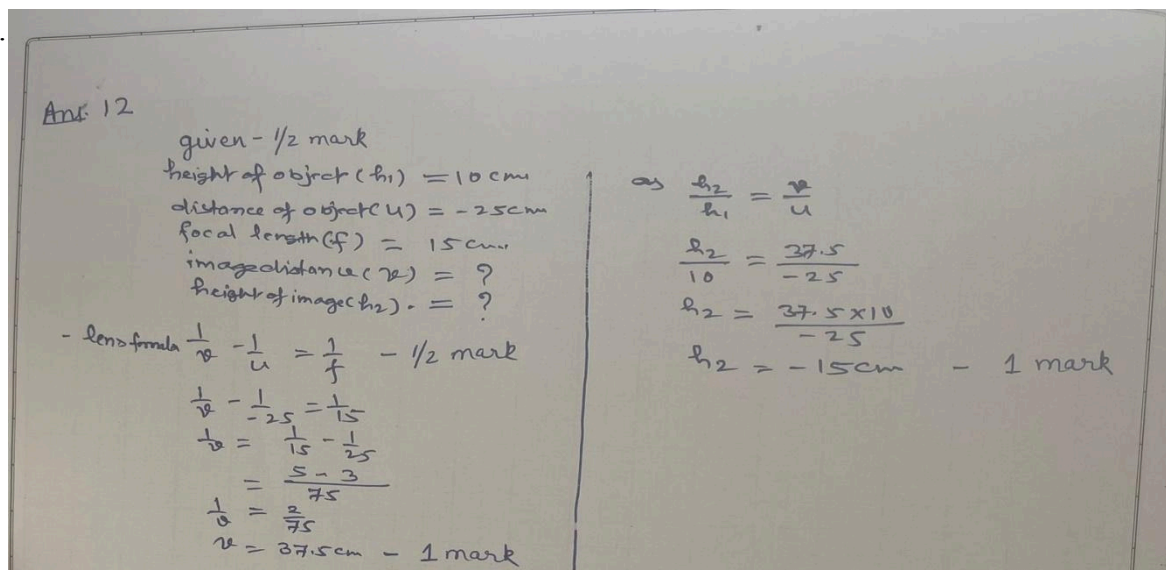 Ans. 12
given - 1/2 mark
height of object (h1) = 10 cm
distance of object (u) = - 25cm
focal length (f) = 15 cm
image distance (v) = ?
height of image (h2). = ?
- lens formula 1/v - 1/u = 1/f - 1/2 mark
1/v - 1/-25 = 1/15
1/v = 1/15 - 1/25
= 5 - 3 / 75
1/v = 2/75
v = 37.5 cm - 1 mark
as h2/h1 = v/u
h2/10 = 37.5/-25
h2 = 37.5 x 10 / -25
h2 = - 15 cm - 1 mark